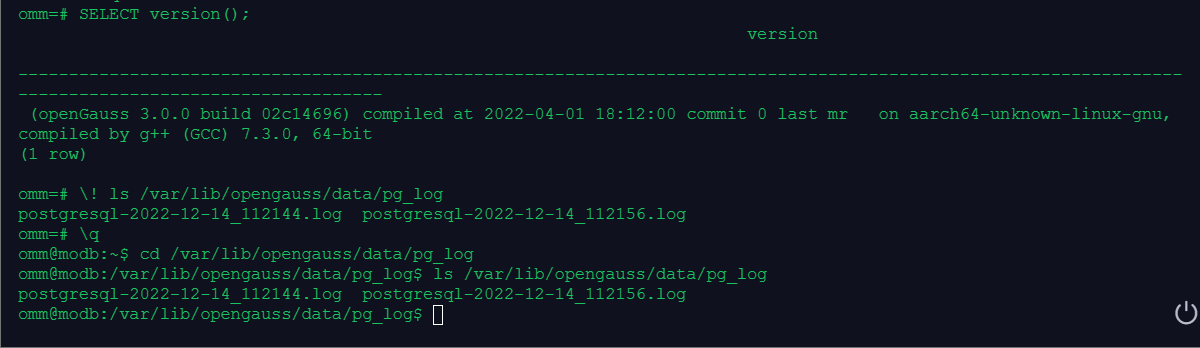 omm=# SELECT version();
version
--------------------------------------------------------------------------------------------------------------------
------------------------------------
(openGauss 3.0.0 build 02c14696) compiled at 2022-04-01 18:12:00 commit 0 last mr   on aarch64-unknown-linux-gnu,
compiled by g++ (GCC) 7.3.0, 64-bit
(1 row)
omm=# \! ls /var/lib/opengauss/data/pg_log
postgresql-2022-12-14_112144.log  postgresql-2022-12-14_112156.log
omm=# \q
omm@modb:~$ cd /var/lib/opengauss/data/pg_log
omm@modb:/var/lib/opengauss/data/pg_log$ ls /var/lib/opengauss/data/pg_log
postgresql-2022-12-14_112144.log  postgresql-2022-12-14_112156.log
omm@modb:/var/lib/opengauss/data/pg_log$